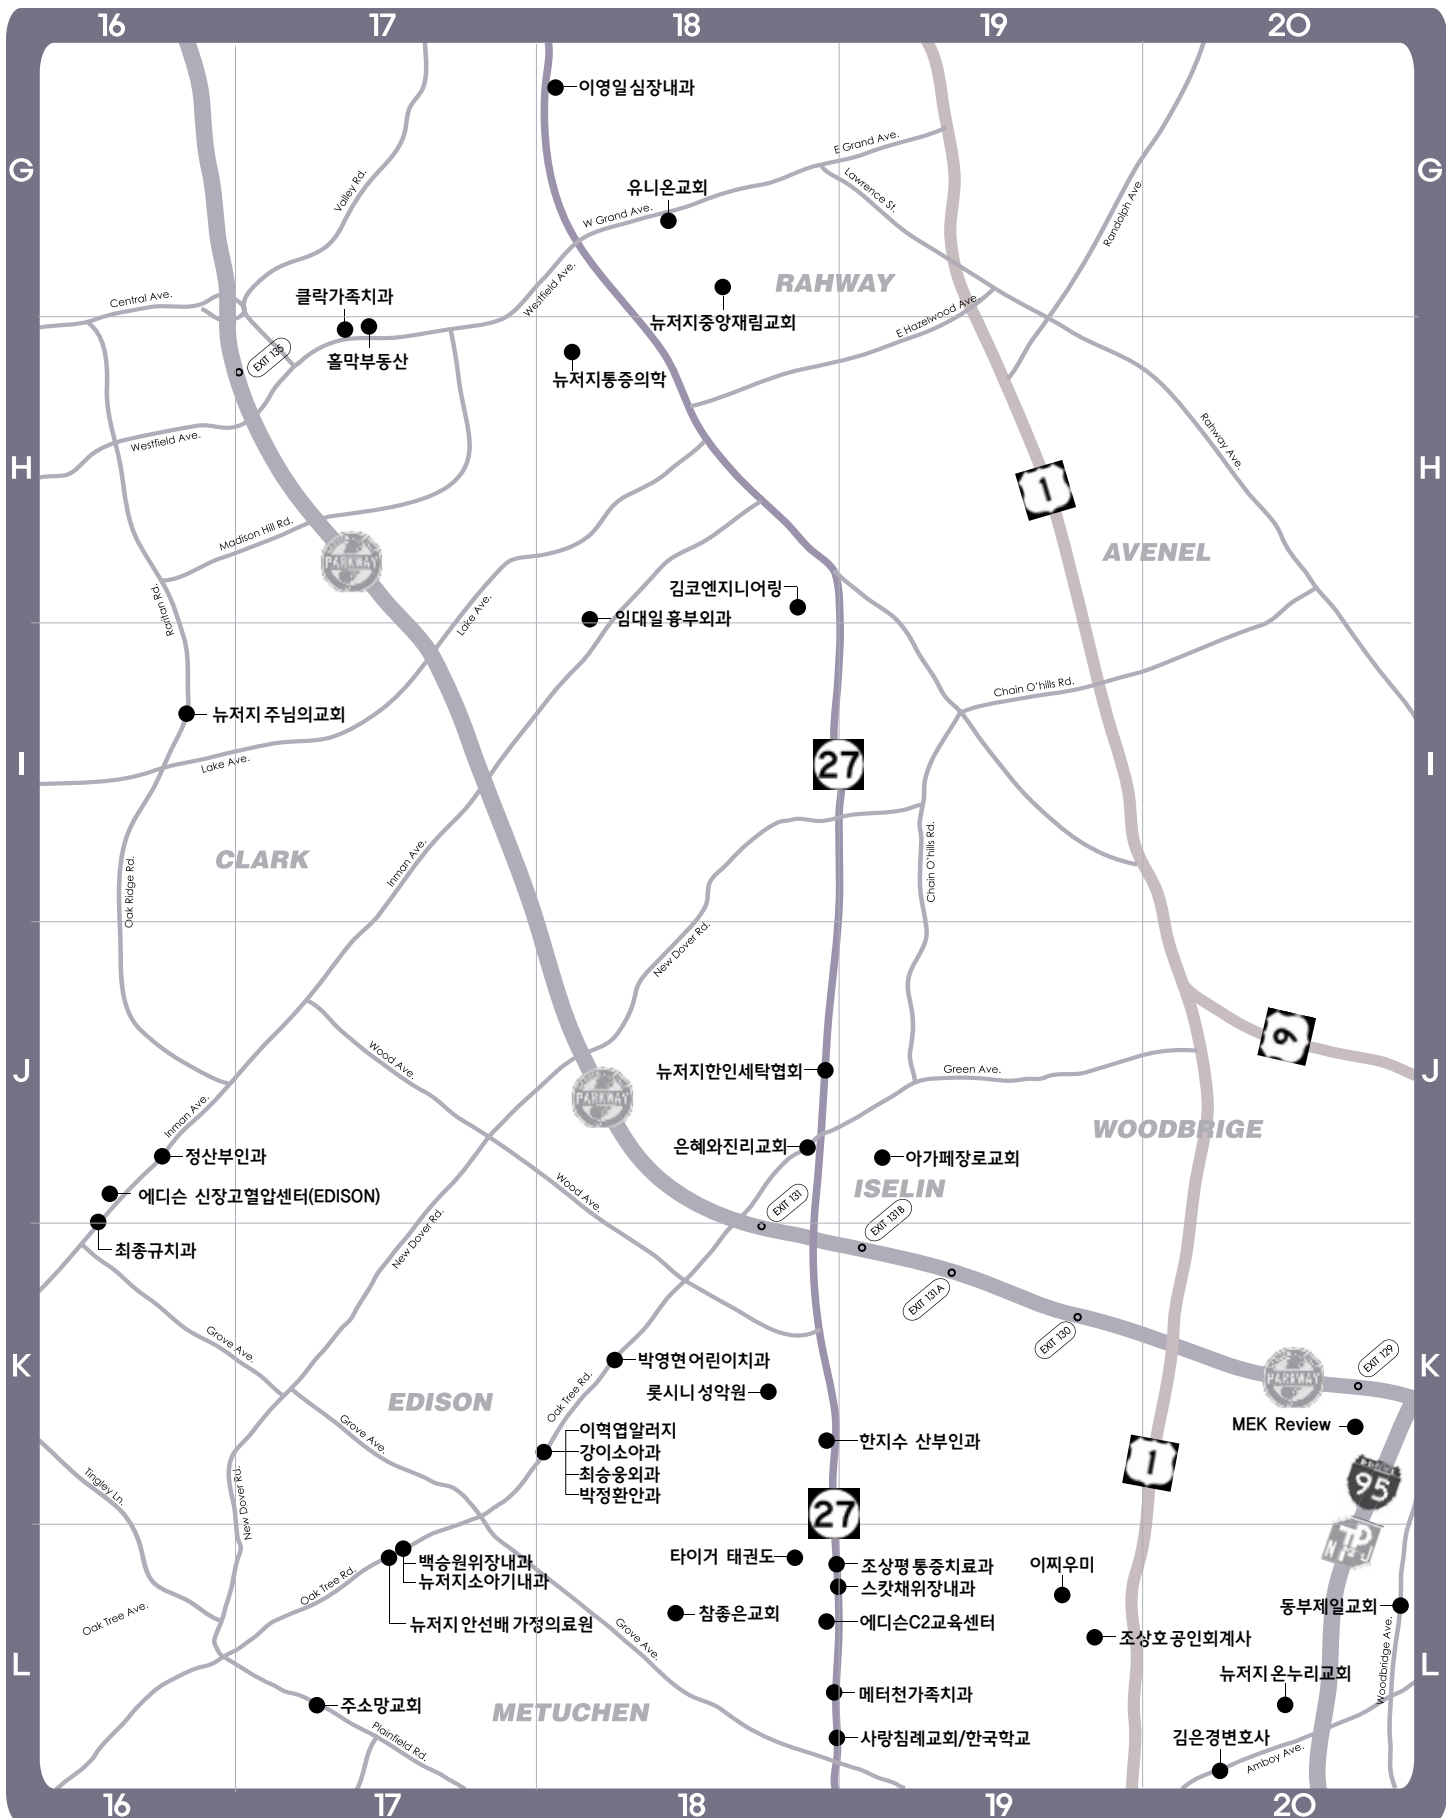 16 17 18 19 20
이영일심장내과
E Grand Ave.
G G
Lawrence St.
Valley Rd.
유니온교회
W Grand Ave.
Randolph Ave
Westfield Ave.
RAHWAY
클락가족치과
Central Ave.
E Hazelwood Ave.
뉴저지중앙재림교회
EXIT 135
홀막부동산
뉴저지통증의학
Westfield Ave.
Rahway Ave.
H H
1
Madison Hill Rd.
AVENEL
PARKWAY
김코엔지니어링
Raritan Rd.
Lake Ave.
임대일흉부외과
Chain O'hills Rd.
뉴저지 주님의교회
Lake Ave.
I I
27
CLARK
Inman Ave.
Chain O'hills Rd.
Oak Ridge Rd.
New Dover Rd.
9
Wood Ave.
뉴저지한인세탁협회
Green Ave.
J J
PARKWAY
Inman Ave.
WOODBRIGE
은혜와진리교회
정산부인과
아가페장로교회
ISELIN
에디슨 신장고혈압센터(EDISON)
Wood Ave.
EXIT 131
EXIT 131B
최종규치과
New Dover Rd.
EXIT 131A
EXIT 130
Grove Ave.
EXIT 129
박영현어린이치과
K K
PARKWAY
롯시니성악원
EDISON
Oak Tree Rd.
MEK Review
Grove Ave.
이혁엽알러지
한지수 산부인과
강이소아과
최승웅외과
1
박정환안과
95
Tingley Ln.
New Dover Rd.
27
TP
N J
백승원위장내과
타이거 태권도
조상평통증치료과
이찌우미
뉴저지소아기내과
스캇채위장내과
Oak Tree Rd.
동부제일교회
참좋은교회
에디슨C2교육센터
Oak Tree Ave.
뉴저지안선배가정의료원
Grove Ave.
조상호공인회계사
Woodbridge Ave.
L L
뉴저지온누리교회
메터천가족치과
주소망교회
METUCHEN
사랑침례교회/한국학교
김은경변호사
Plainfield Rd.
Amboy Ave.
16 17 18 19 20